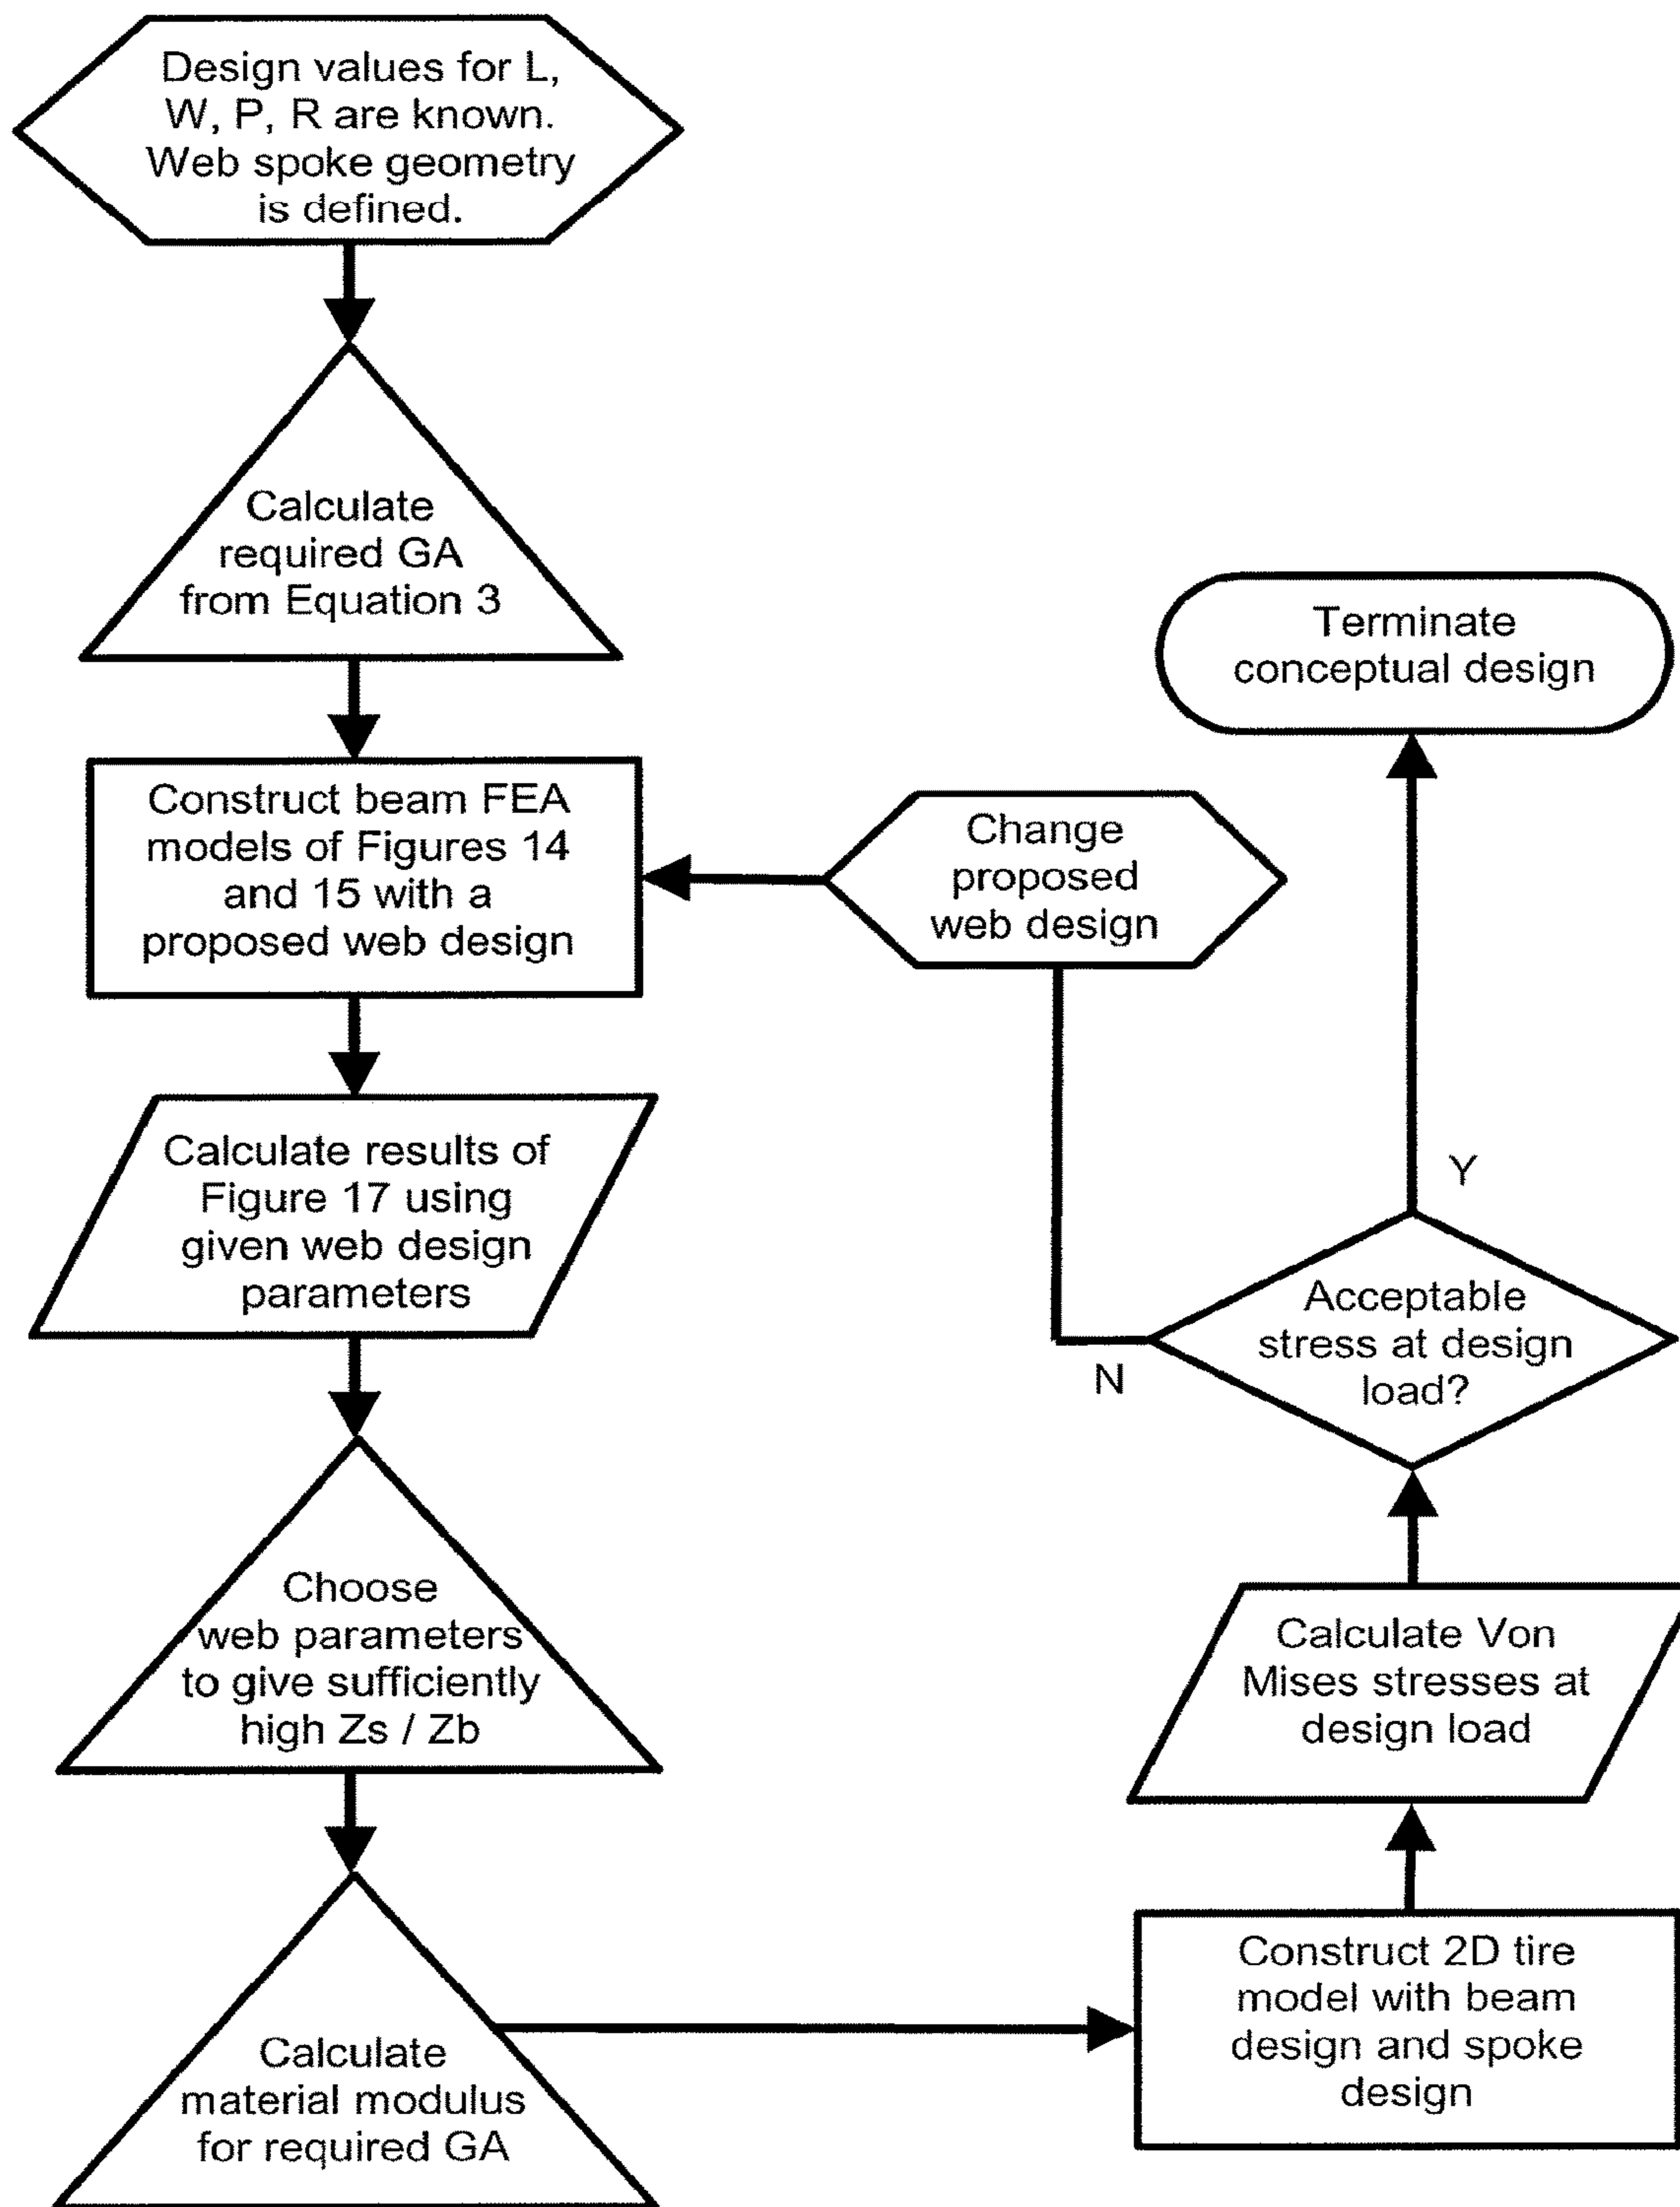 Design values for L,
W, P, R are known.
Web spoke geometry
is defined.
Calculate
required GA
from Equation 3
Construct beam FEA
models of Figures 14
and 15 with a
proposed web design
Calculate results of
Figure 17 using
given web design
parameters
Choose
web parameters
to give sufficiently
high Zs / Zb
Calculate
material modulus
for required GA
Construct 2D tire
model with beam
design and spoke
design
Calculate Von
Mises stresses at
design load
Acceptable
stress at design
load?
N
Y
Change
proposed
web design
Terminate
conceptual design